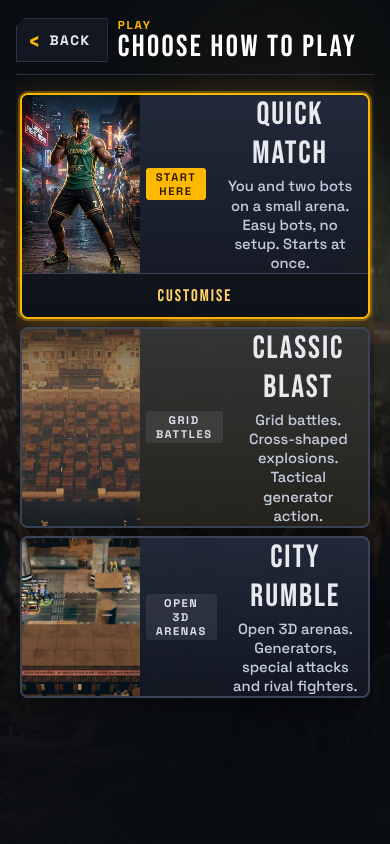 < BACK
PLAY
CHOOSE HOW TO PLAY
START
HERE
QUICK
MATCH
You and two bots
on a small arena.
Easy bots, no
setup. Starts at
once.
CUSTOMISE
GRID
BATTLES
CLASSIC
BLAST
Grid battles.
Cross-shaped
explosions.
Tactical
generator
action.
OPEN
3D
ARENAS
CITY
RUMBLE
Open 3D arenas.
Generators,
special attacks
and rival fighters.